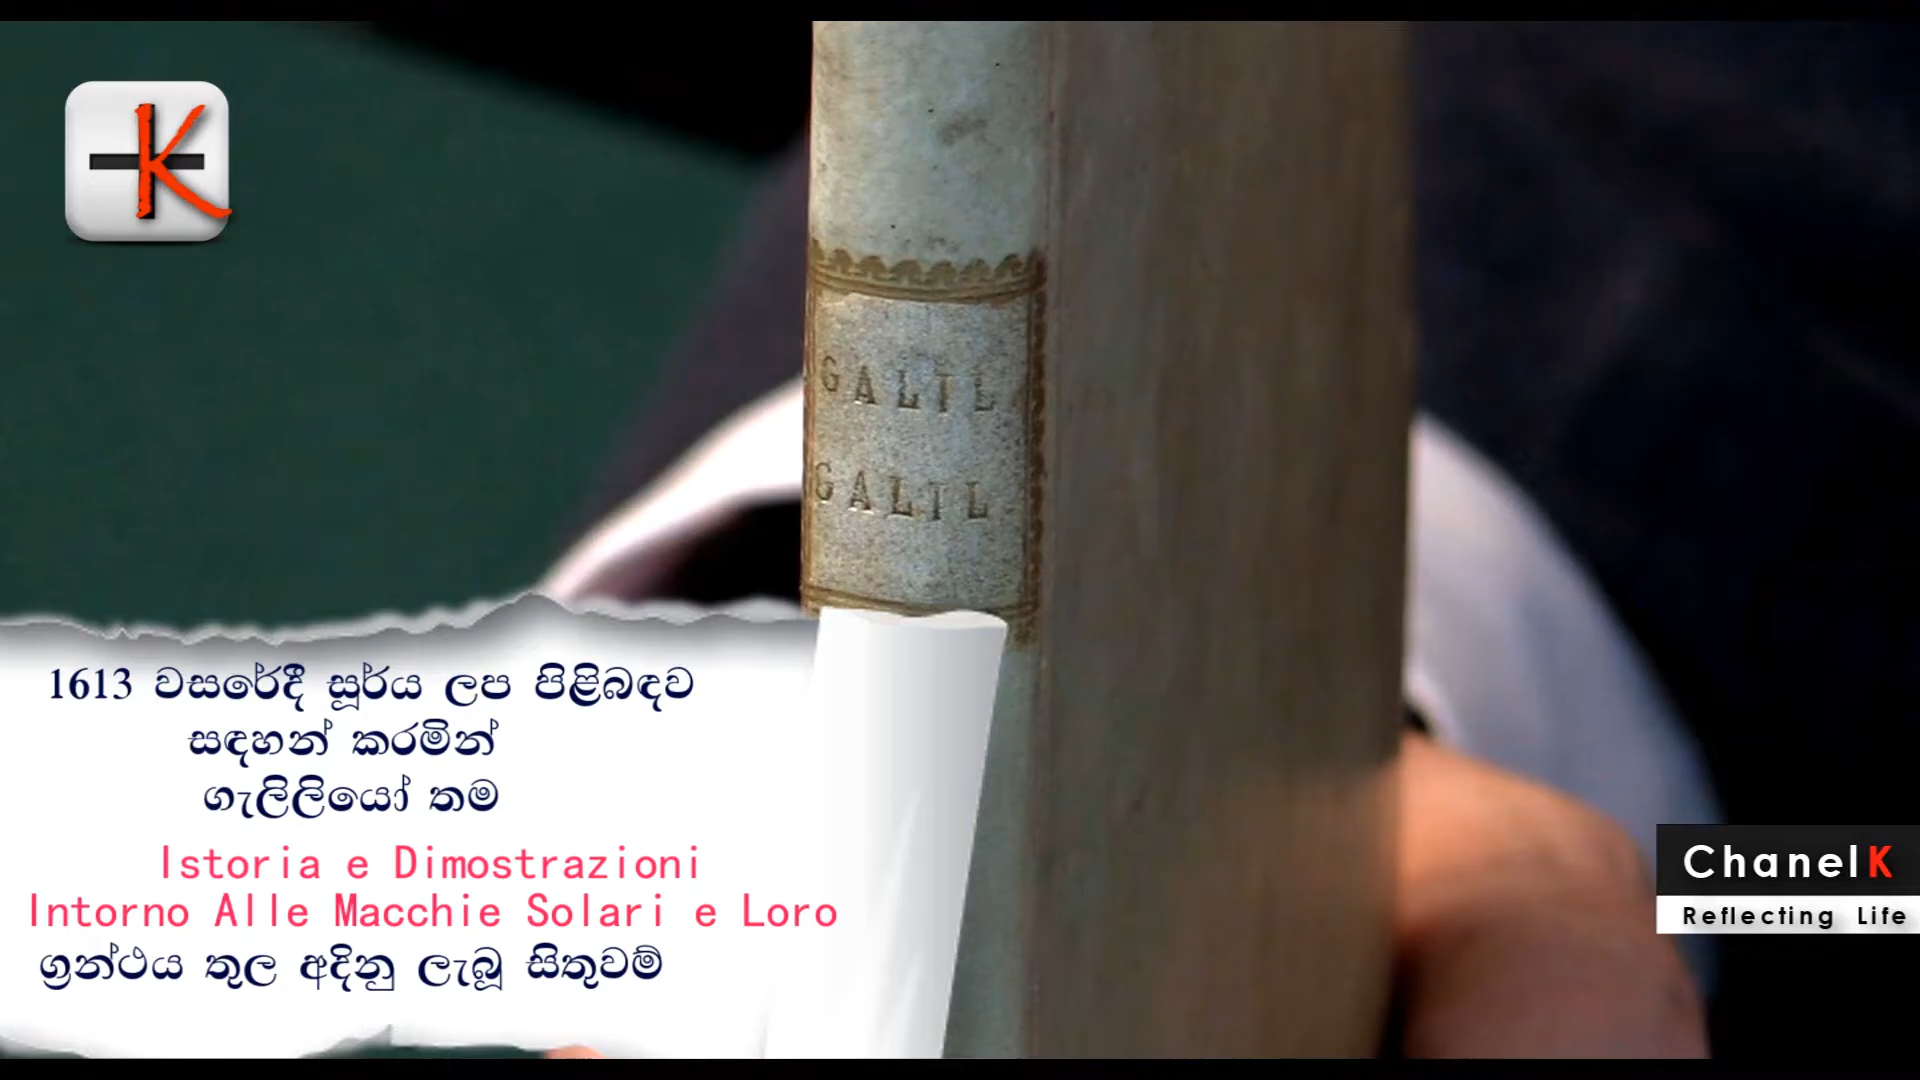 K
GALIL
GALIL.
1613 වසරේදී සූර්ය ලප පිළිබඳව
සඳහන් කරමින්
ගැලිලියෝ තම
Istoria e Dimostrazioni
Intorno Alle Macchie Solari e Loro
ග්‍රන්ථය තුල අදිනු ලැබූ සිතුවම්
ChanelK
Reflecting Life